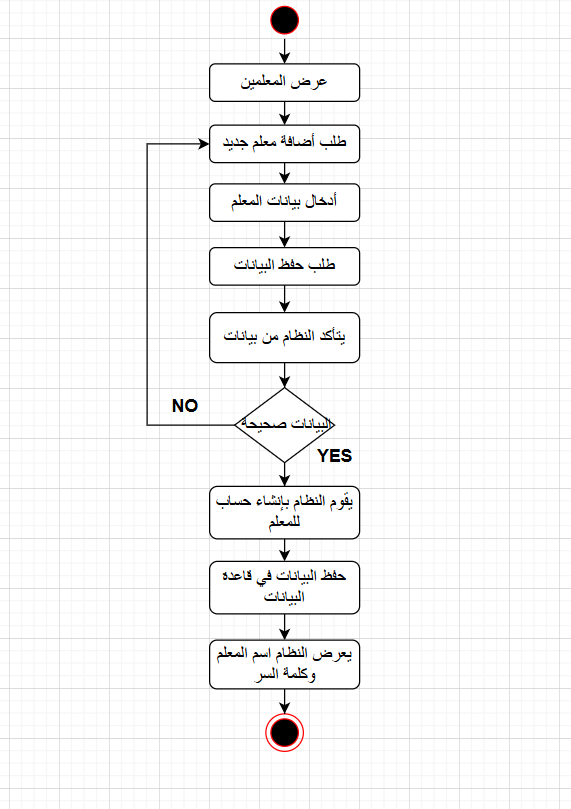 عرض المعلمين
طلب أضافة معلم جديد
أدخال بيانات المعلم
طلب حفظ البيانات
يتأكد النظام من بيانات
NO
البيانات صحيحة
YES
يقوم النظام بإنشاء حساب
للمعلم
حفظ البيانات في قاعدة
البيانات
يعرض النظام اسم المعلم
وكلمة السر